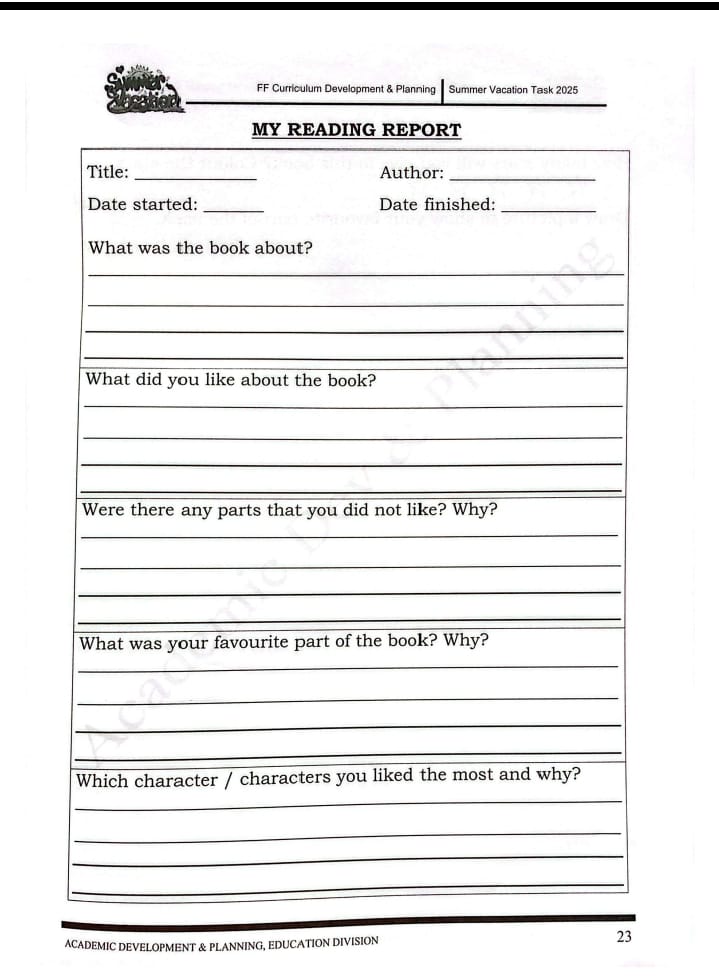 Summer Vacation
FF Curriculum Development & Planning | Summer Vacation Task 2025
MY READING REPORT
Title: ____________ Author: ______________
Date started: ______ Date finished: _________
What was the book about?
What did you like about the book?
Were there any parts that you did not like? Why?
What was your favourite part of the book? Why?
Which character / characters you liked the most and why?
Academic Dev & Planning
ACADEMIC DEVELOPMENT & PLANNING, EDUCATION DIVISION
23